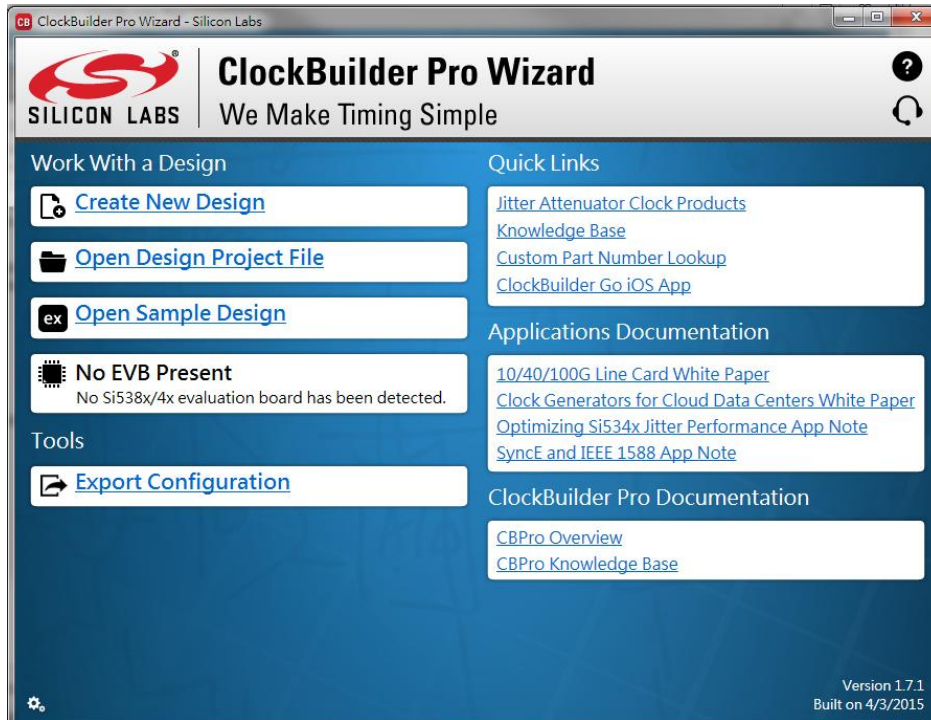 CB ClockBuilder Pro Wizard - Silicon Labs
SILICON LABS
ClockBuilder Pro Wizard
We Make Timing Simple
?
Work With a Design
Create New Design
Open Design Project File
ex Open Sample Design
No EVB Present
No Si538x/4x evaluation board has been detected.
Tools
Export Configuration
Quick Links
Jitter Attenuator Clock Products
Knowledge Base
Custom Part Number Lookup
ClockBuilder Go iOS App
Applications Documentation
10/40/100G Line Card White Paper
Clock Generators for Cloud Data Centers White Paper
Optimizing Si534x Jitter Performance App Note
SyncE and IEEE 1588 App Note
ClockBuilder Pro Documentation
CBPro Overview
CBPro Knowledge Base
Version 1.7.1
Built on 4/3/2015